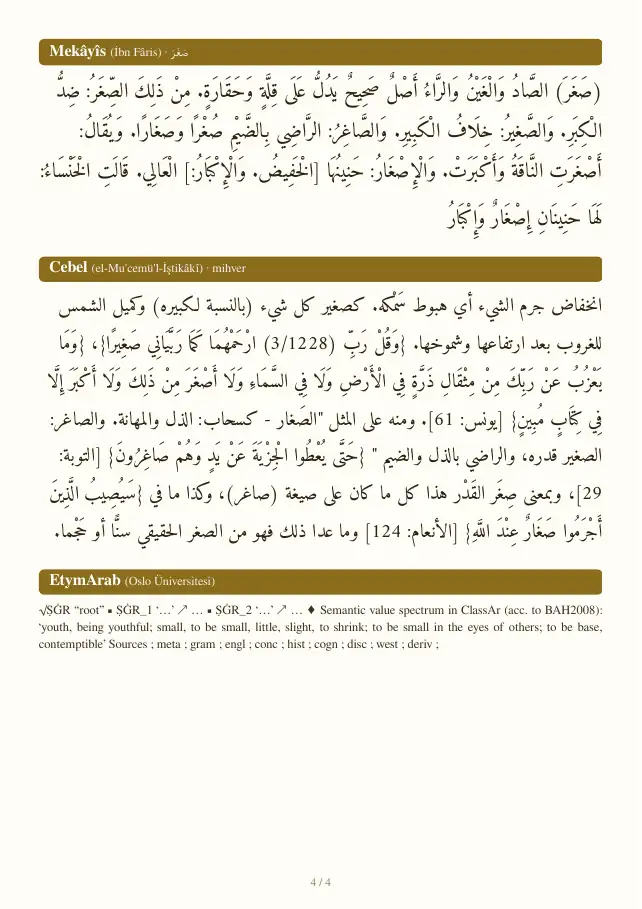 Mekâyîs (İbn Fâris) · صَغَرَ
(صَغَرَ) الصَّادُ وَالْغَيْنُ وَالرَّاءُ أَصْلٌ صَحِيحٌ يَدُلُّ عَلَى قِلَّةٍ وَحَقَارَةٍ. مِنْ ذَلِكَ الصِّغَرُ: ضِدُّ
الْكِبَرِ. وَالصَّغِيرُ: خِلَافُ الْكَبِيرِ. وَالصَّاغِرُ: الرَّاضِي بِالضَّيْمِ صُغْرًا وَصَغَارًا. وَيُقَالُ:
أَصْغَرَتِ النَّاقَةُ وَأَكْبَرَتْ. وَالْإِصْغَارُ: حَنِينُهَا [الْخَفِيضُ. وَالْإِكْبَارُ:] الْعَالِي. قَالَتِ الْخَنْسَاءُ:
لَهَا حَنِينَانِ إِصْغَارٌ وَإِكْبَارُ
Cebel (el-Mu'cemü'l-İştikâkî) · mihver
انخفاض جرم الشيء أي هبوط سَمْكه. كصغير كل شيء (بالنسبة لكبيره) وكميل الشمس
للغروب بعد ارتفاعها وشموخها. {وَقُلْ رَبِّ (3/1228) ارْحَمْهُمَا كَمَا رَبَّيَانِي صَغِيرًا}، {وَمَا
يَعْزُبُ عَنْ رَبِّكَ مِنْ مِثْقَالِ ذَرَّةٍ فِي الْأَرْضِ وَلَا فِي السَّمَاءِ وَلَا أَصْغَرَ مِنْ ذَلِكَ وَلَا أَكْبَرَ إِلَّا
فِي كِتَابٍ مُبِينٍ} [يونس: 61]. ومنه على المثل "الصَغار - كسحاب: الذل والمهانة. والصاغر:
الصغير قدره، والراضي بالذل والضيم " {حَتَّى يُعْطُوا الْجِزْيَةَ عَنْ يَدٍ وَهُمْ صَاغِرُونَ} [التوبة:
29]، وبمعنى صِغَر القَدْر هذا كل ما كان على صيغة (صاغر)، وكذا ما في {سَيُصِيبُ الَّذِينَ
أَجْرَمُوا صَغَارٌ عِنْدَ اللَّهِ} [الأنعام: 124] وما عدا ذلك فهو من الصغر الحقيقي سنًّا أو حَجْما.
EtymArab (Oslo Üniversitesi)
√ṢĠR “root” ▪ ṢĠR_1 ‘…’ ↗ … ▪ ṢĠR_2 ‘…’ ↗ … ♦ Semantic value spectrum in ClassAr (acc. to BAH2008):
‘youth, being youthful; small, to be small, little, slight, to shrink; to be small in the eyes of others; to be base,
contemptible’ Sources ; meta ; gram ; engl ; conc ; hist ; cogn ; disc ; west ; deriv ;
4 / 4